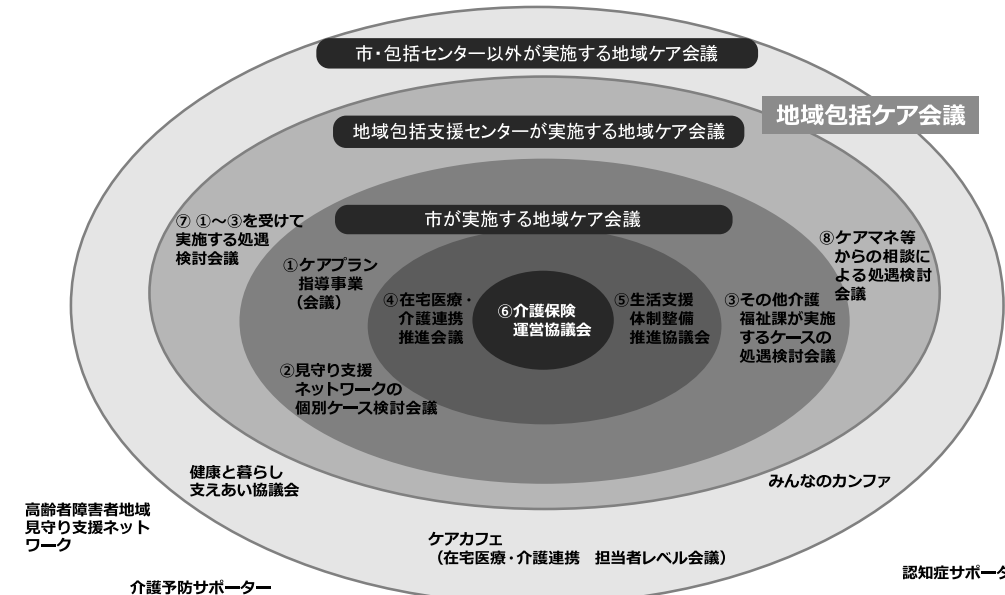 市・包括センター以外が実施する地域ケア会議
地域包括ケア会議
地域包括支援センターが実施する地域ケア会議
市が実施する地域ケア会議
⑦ ①～③を受けて
実施する処遇
検討会議
①ケアプラン
指導事業
（会議）
②見守り支援
ネットワークの
個別ケース検討会議
④在宅医療・
介護連携
推進会議
⑥介護保険
運営協議会
⑤生活支援
体制整備
推進協議会
③その他介護
福祉課が実施
するケースの
処遇検討会議
⑧ケアマネ等
からの相談に
よる処遇検討
会議
健康と暮らし
支えあい協議会
みんなのカンファ
高齢者障害者地域
見守り支援ネット
ワーク
ケアカフェ
（在宅医療・介護連携　担当者レベル会議）
介護予防サポーター
認知症サポー